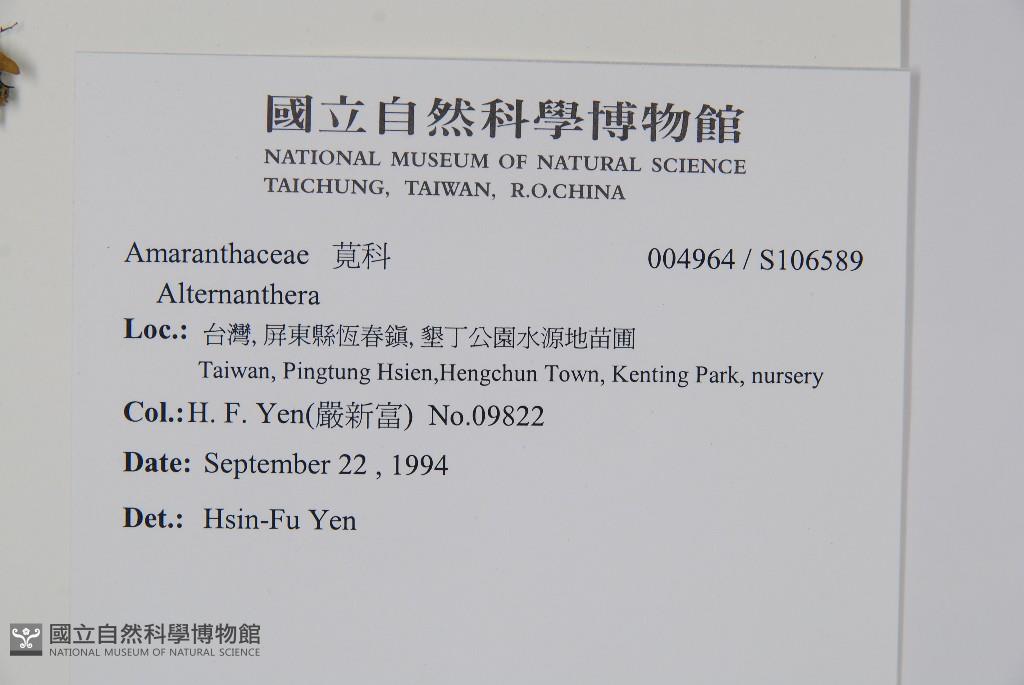 國立自然科學博物館
NATIONAL MUSEUM OF NATURAL SCIENCE
TAICHUNG, TAIWAN, R.O.CHINA
Amaranthaceae 莧科 004964 / S106589
Alternanthera
Loc.: 台灣, 屏東縣恆春鎮, 墾丁公園水源地苗圃
Taiwan, Pingtung Hsien,Hengchun Town, Kenting Park, nursery
Col.: H. F. Yen(嚴新富) No.09822
Date: September 22 , 1994
Det.: Hsin-Fu Yen
國立自然科學博物館
NATIONAL MUSEUM OF NATURAL SCIENCE